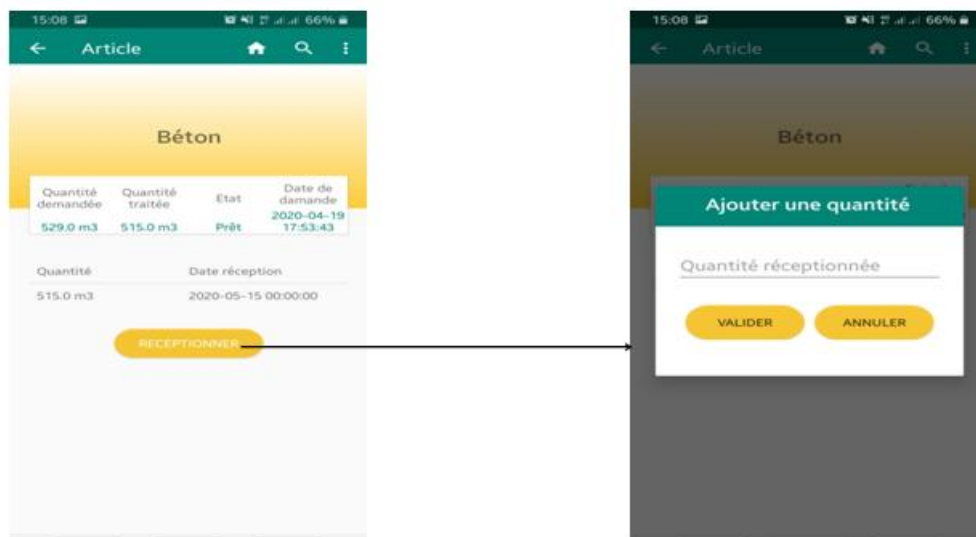 15:08 66%
Article
Béton
Quantité demandée Quantité traitée Etat Date de damande
529.0 m3 515.0 m3 Prêt 2020-04-19 17:53:43
Quantité Date réception
515.0 m3 2020-05-15 00:00:00
RECEPTIONNER
15:08 66%
Article
Béton
Ajouter une quantité
Quantité réceptionnée
VALIDER ANNULER